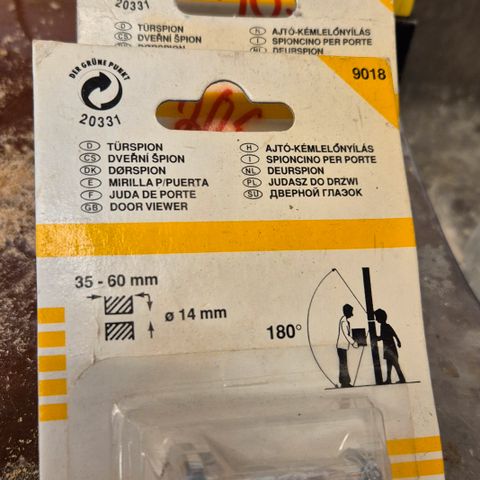 20331
TÜRSPION
DVEŘNÍ ŠPION
DØRSPION
AJTÓ-KÉMLELŐNYÍLÁS
SPIONCINO PER PORTE
DEURSPION
DER GRÜNE PUNKT
20331
9018
D TÜRSPION
CS DVEŘNÍ ŠPION
DK DØRSPION
E MIRILLA P/PUERTA
F JUDA DE PORTE
GB DOOR VIEWER
H AJTÓ-KÉMLELŐNYÍLÁS
I SPIONCINO PER PORTE
NL DEURSPION
PL JUDASZ DO DRZWI
SU ДВЕРНОЙ ГЛАЗОК
35 - 60 mm
ø 14 mm
180°